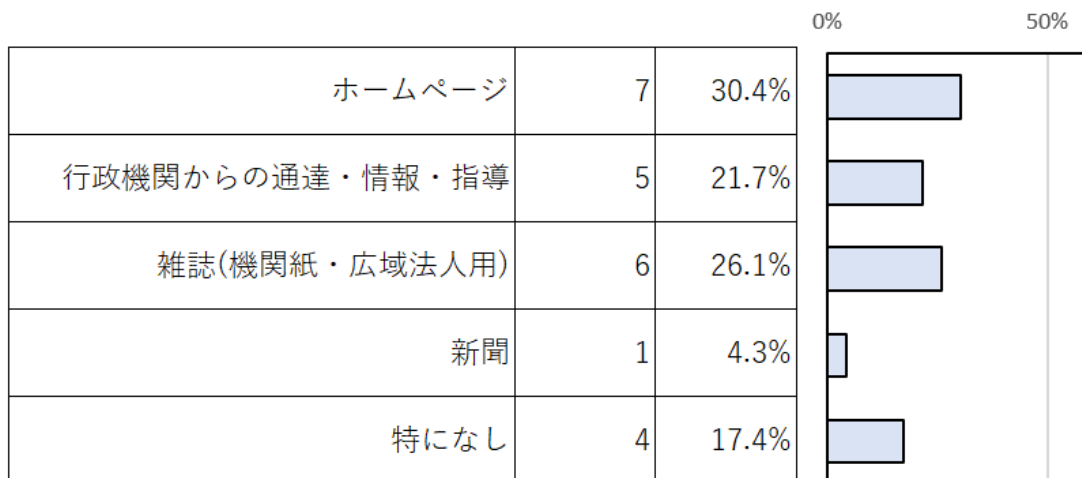 0% 50%
ホームページ 7 30.4%
行政機関からの通達・情報・指導 5 21.7%
雑誌(機関紙・広域法人用) 6 26.1%
新聞 1 4.3%
特になし 4 17.4%